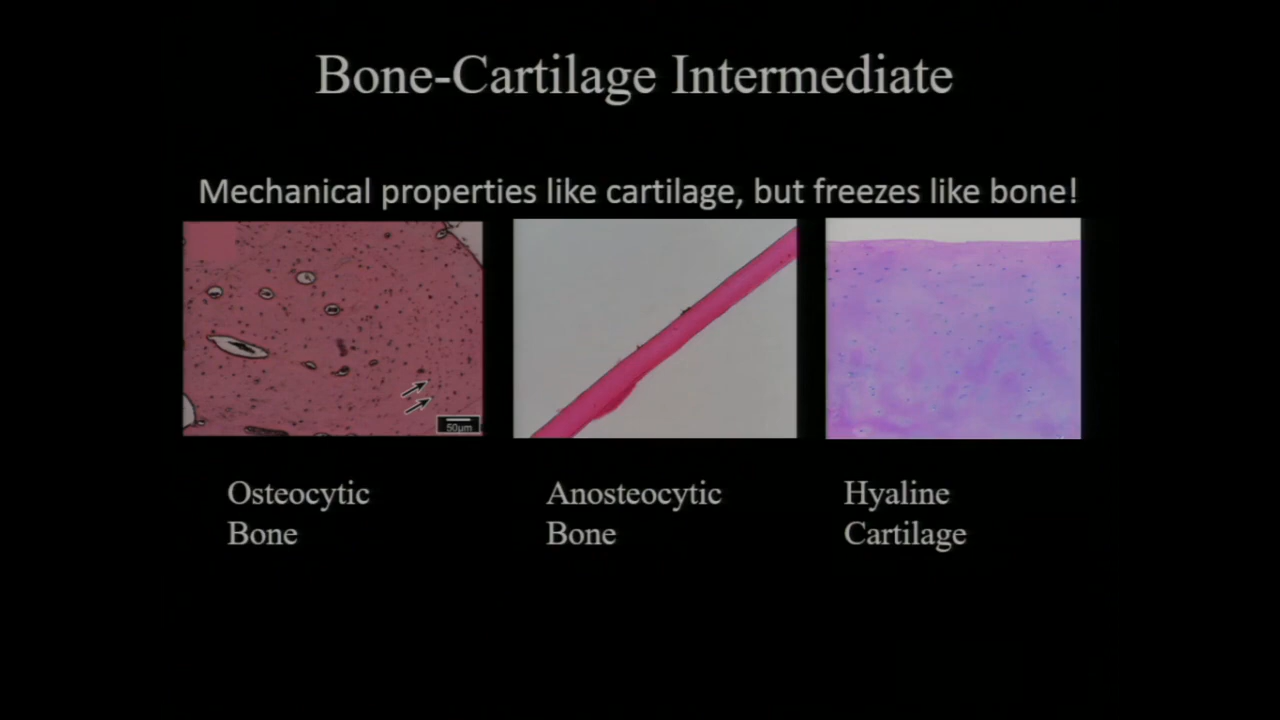 Bone-Cartilage Intermediate
Mechanical properties like cartilage, but freezes like bone!
50µm
Osteocytic
Bone
Anosteocytic
Bone
Hyaline
Cartilage